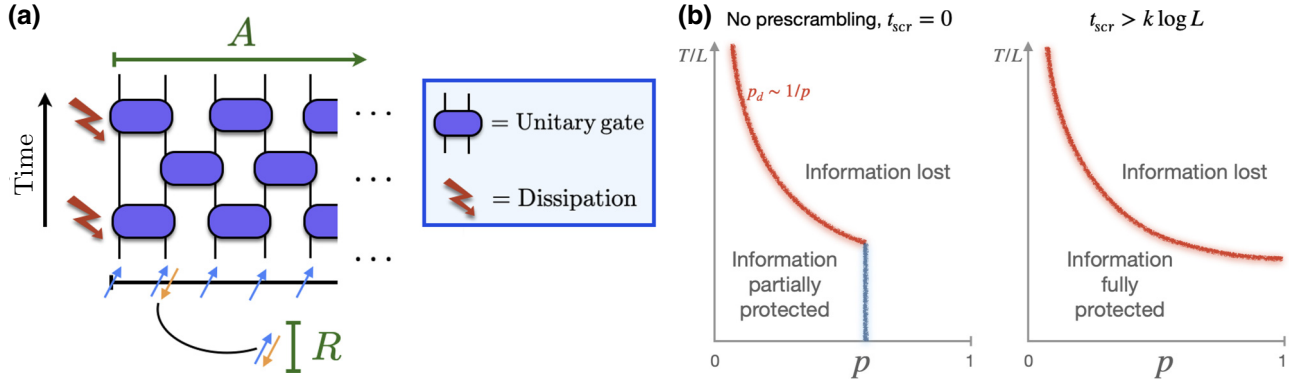 (a)
A
Time
. . .
. . .
. . .
R
= Unitary gate
= Dissipation
(b)
No prescrambling, t_scr = 0
T/L
p_d ~ 1/p
Information lost
Information
partially
protected
0
p
1
t_scr > k log L
T/L
Information lost
Information
fully
protected
0
p
1